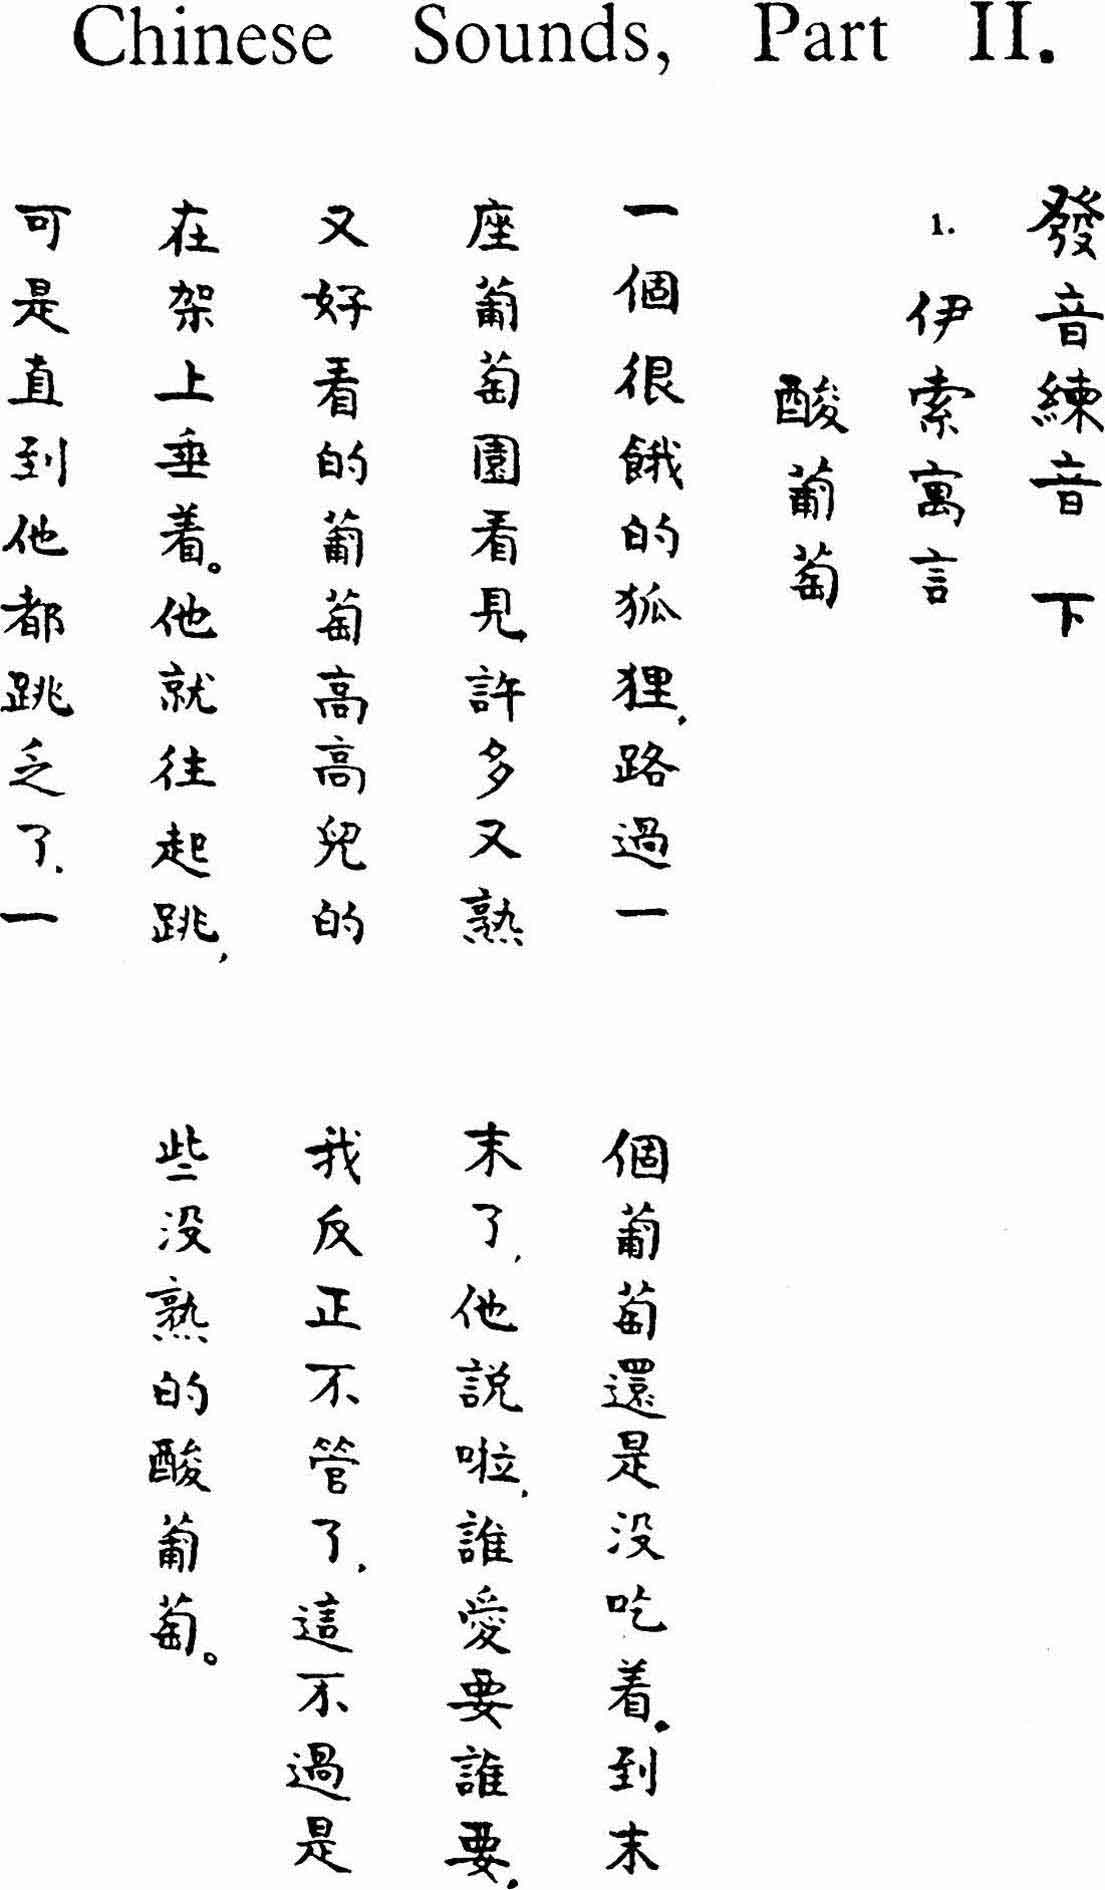 Chinese Sounds, Part II.
發音練音 下
1. 伊索寓言
酸葡萄
一個很餓的狐狸,路過一
座葡萄園看見許多又熟
又好看的葡萄高高兒的
在架上垂着。他就往起跳,
可是直到他都跳乏了,一
個葡萄還是没吃着。到末
末了,他説啦,誰愛要誰要,
我反正不管了,這不過是
些没熟的酸葡萄。